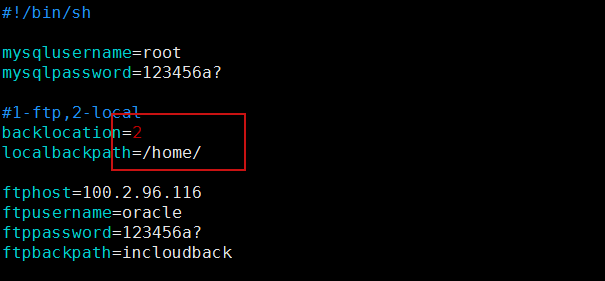 #!/bin/sh
mysqlusername=root
mysqlpassword=123456a?
#1-ftp,2-local
backlocation=2
localbackpath=/home/
ftphost=100.2.96.116
ftpusername=oracle
ftppassword=123456a?
ftpbackpath=incloudback